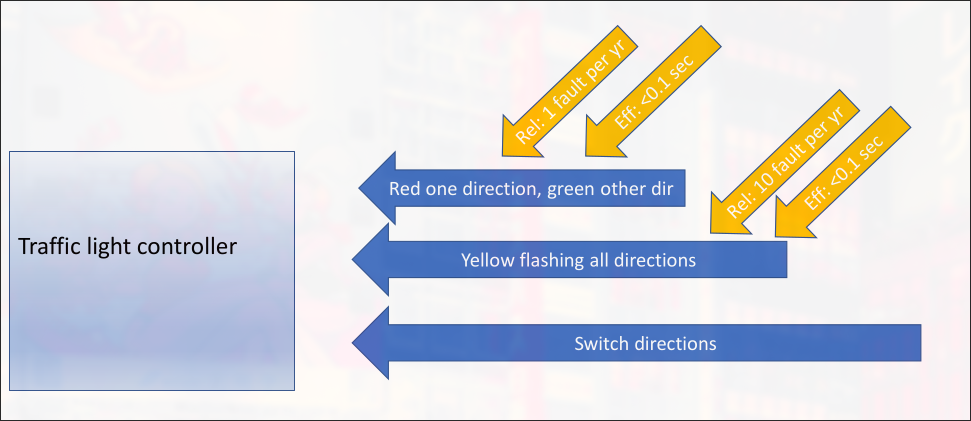 Rel: 1 fault per yr
Eff: <0.1 sec
Red one direction, green other dir
Rel: 10 fault per yr
Eff: <0.1 sec
Traffic light controller
Yellow flashing all directions
Switch directions